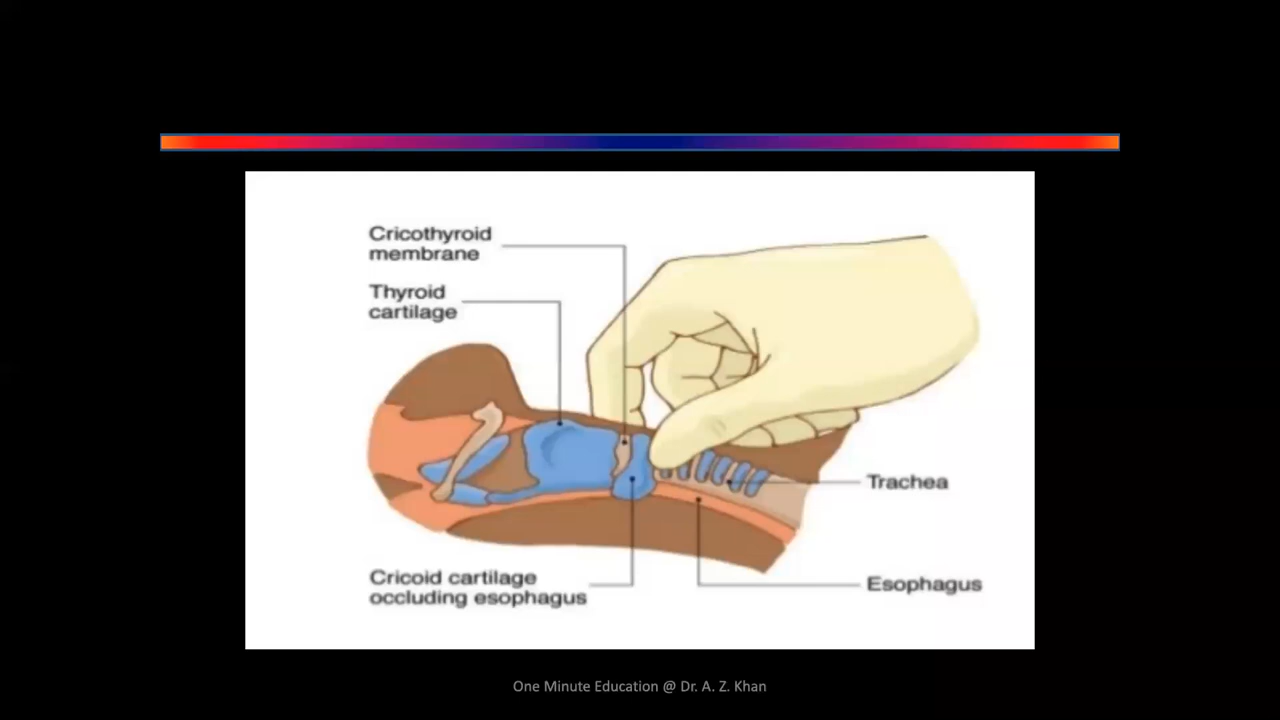 Cricothyroid
membrane
Thyroid
cartilage
Trachea
Cricoid cartilage
occluding esophagus
Esophagus
One Minute Education @ Dr. A. Z. Khan